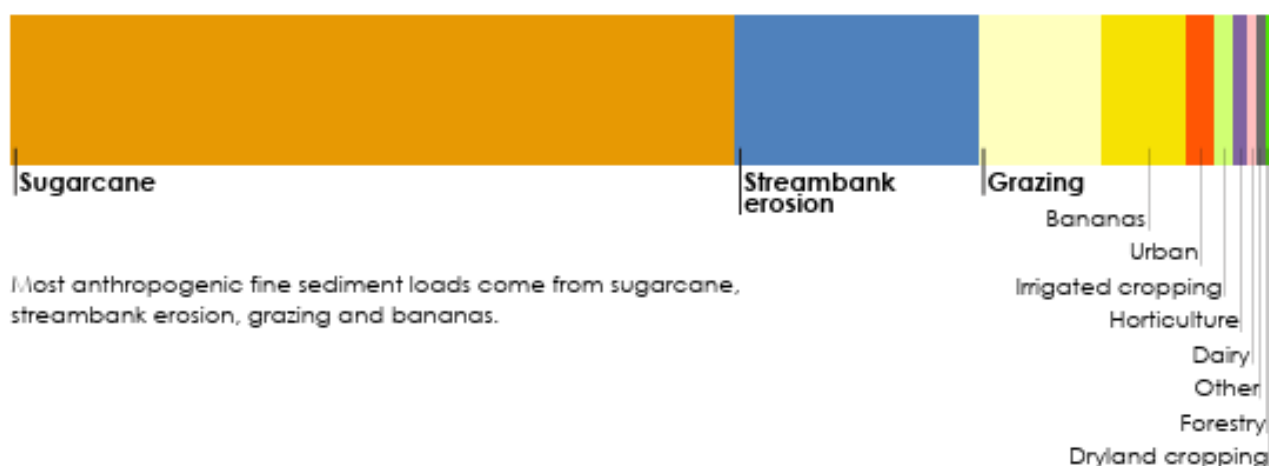 Sugarcane
Streambank
erosion
Grazing
Bananas
Urban
Irrigated cropping
Horticulture
Dairy
Other
Forestry
Dryland cropping
Most anthropogenic fine sediment loads come from sugarcane,
streambank erosion, grazing and bananas.